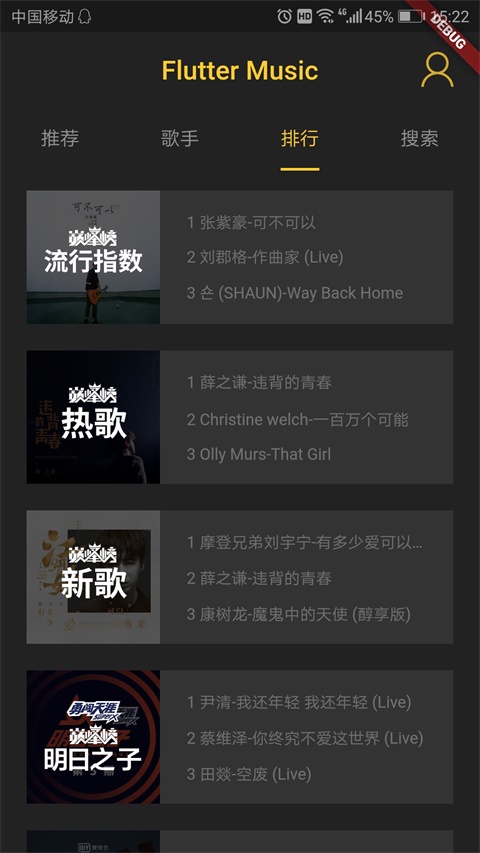 中国移动
HD
4G
45%
15:22
DEBUG
Flutter Music
推荐
歌手
排行
搜索
可不可以
巅峰榜
流行指数
1 张紫豪-可不可以
2 刘郡格-作曲家 (Live)
3 숀 (SHAUN)-Way Back Home
违背
的
青春
巅峰榜
热歌
1 薛之谦-违背的青春
2 Christine welch-一百万个可能
3 Olly Murs-That Girl
巅峰榜
新歌
1 摩登兄弟刘宇宁-有多少爱可以...
2 薛之谦-违背的青春
3 康树龙-魔鬼中的天使 (醇享版)
勇闯天涯
SUPERX
巅峰榜
明日之子
1 尹清-我还年轻 我还年轻 (Live)
2 蔡维泽-你终究不爱这世界 (Live)
3 田燚-空废 (Live)